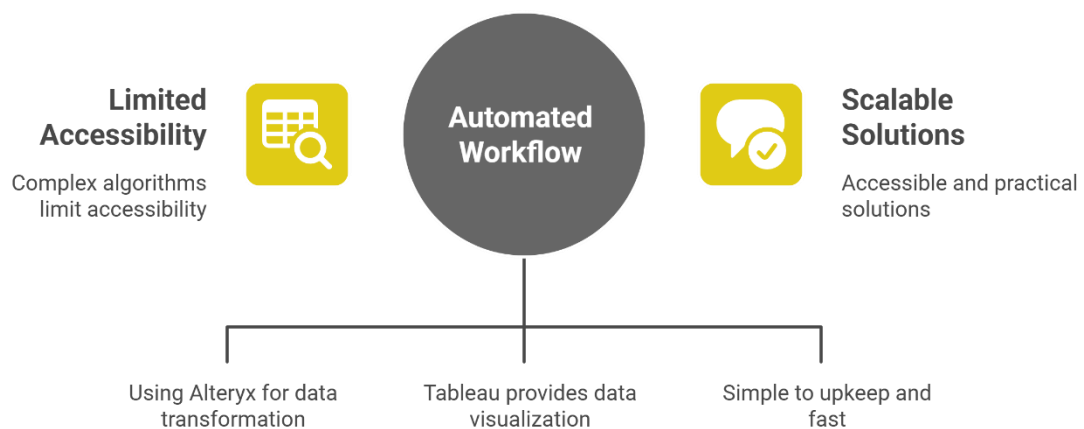 Limited
Accessibility
Complex algorithms
limit accessibility
Automated
Workflow
Scalable
Solutions
Accessible and practical
solutions
Using Alteryx for data
transformation
Tableau provides data
visualization
Simple to upkeep and
fast